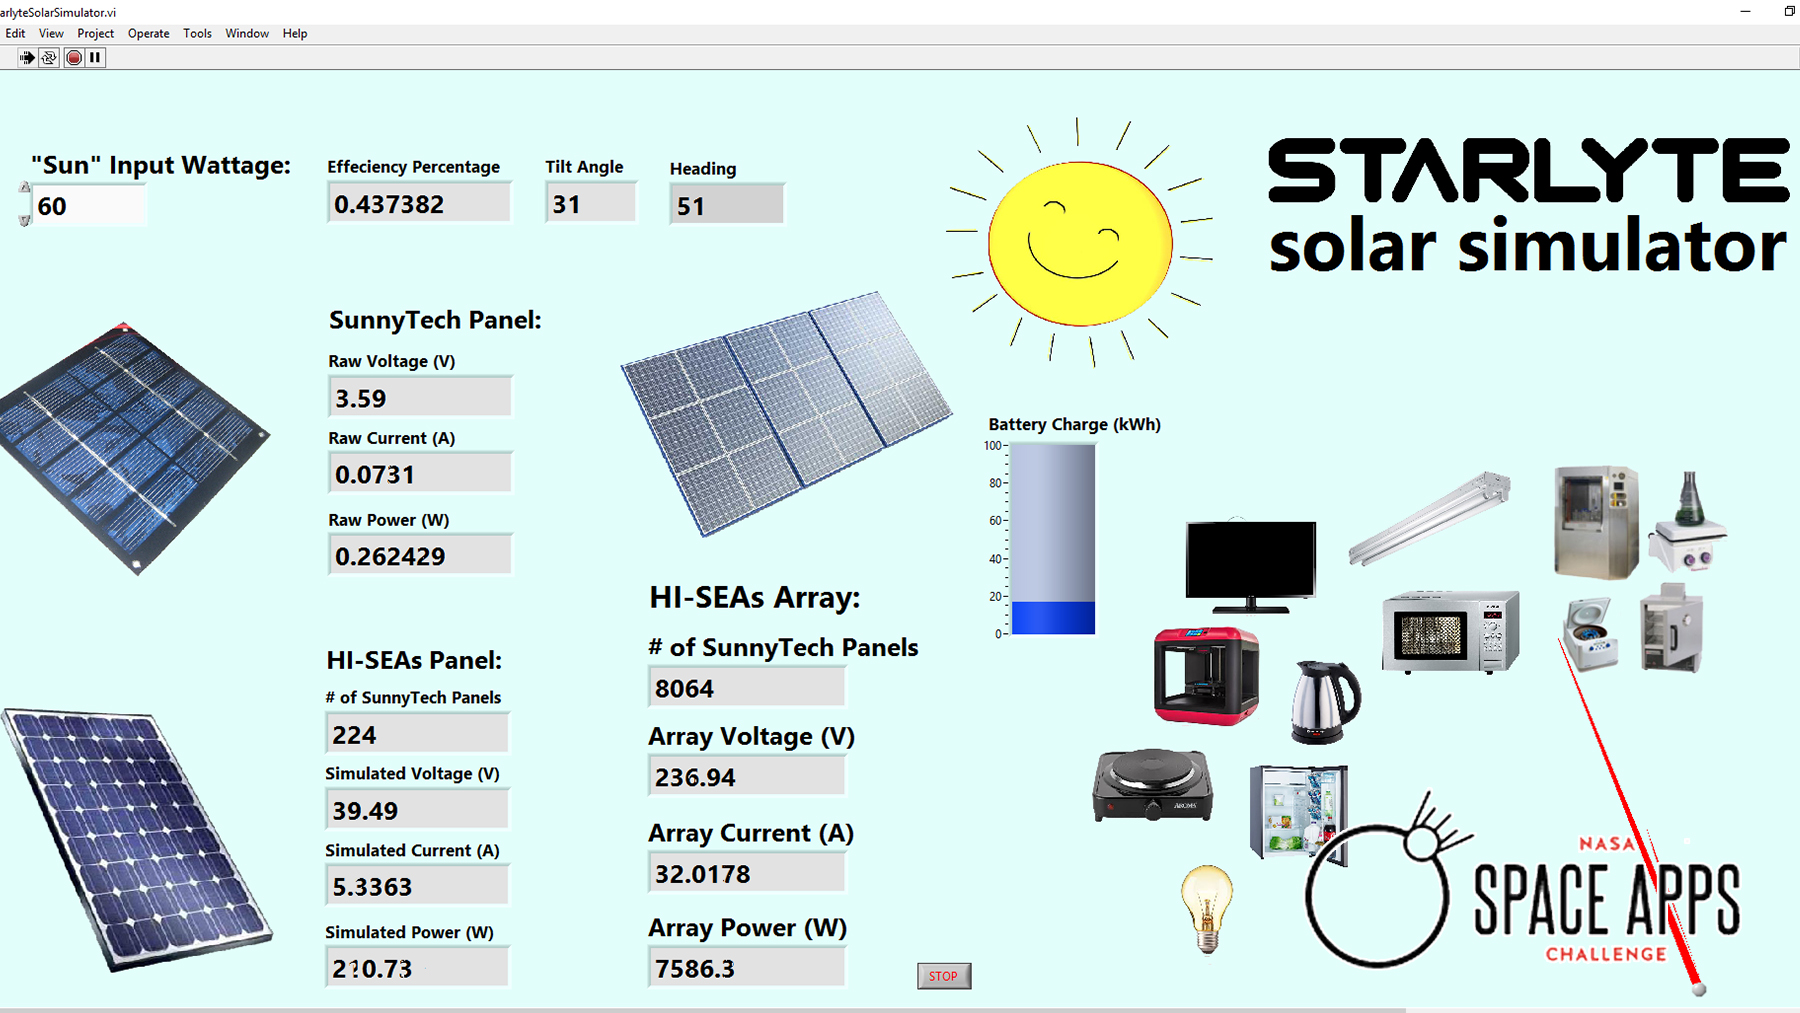 arlyteSolarSimulator.vi
Edit View Project Operate Tools Window Help
"Sun" Input Wattage:
60
Effeciency Percentage
0.437382
Tilt Angle
31
Heading
51
STARLYTE
solar simulator
SunnyTech Panel:
Raw Voltage (V)
3.59
Raw Current (A)
0.0731
Raw Power (W)
0.262429
HI-SEAs Panel:
# of SunnyTech Panels
224
Simulated Voltage (V)
39.49
Simulated Current (A)
5.3363
Simulated Power (W)
210.73
HI-SEAs Array:
# of SunnyTech Panels
8064
Array Voltage (V)
236.94
Array Current (A)
32.0178
Array Power (W)
7586.3
STOP
Battery Charge (kWh)
100
80
60
40
20
0
AROMA
NASA
SPACE APPS
CHALLENGE